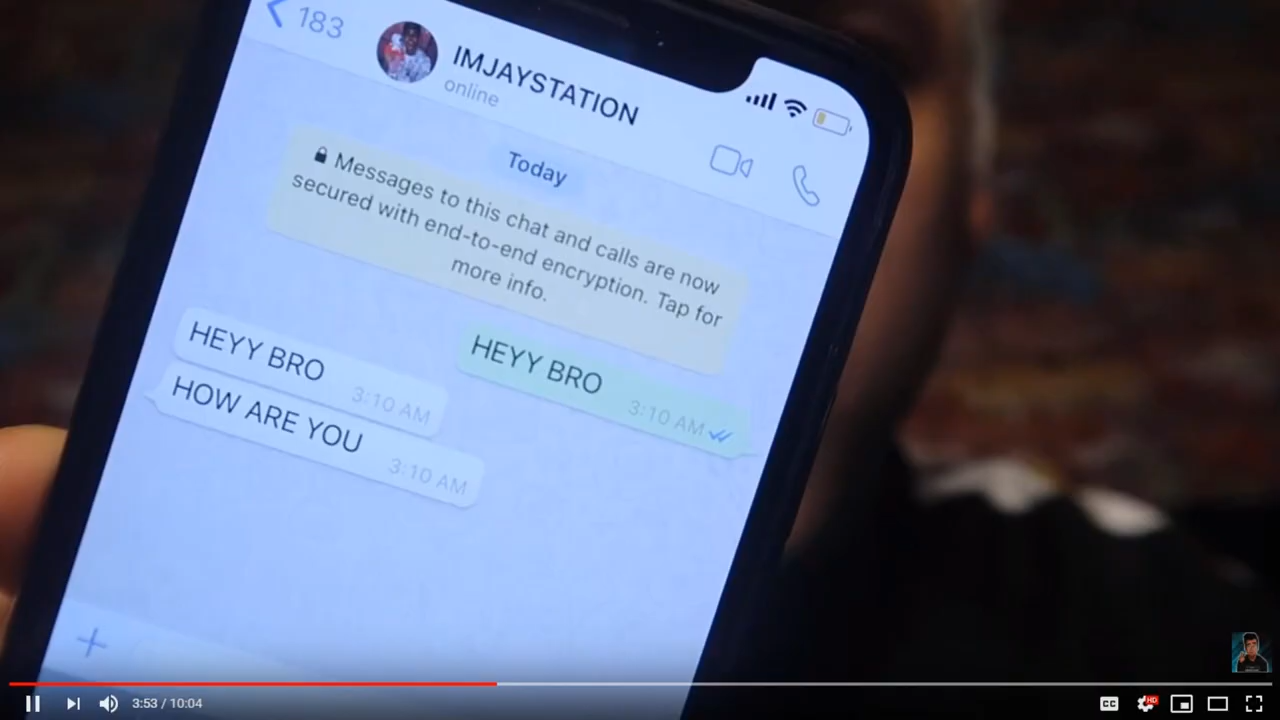 183
IMJAYSTATION
online
Today
Messages to this chat and calls are now
secured with end-to-end encryption. Tap for
more info.
HEYY BRO 3:10 AM
HEYY BRO 3:10 AM
HOW ARE YOU 3:10 AM
3:53 / 10:04
CC
HD